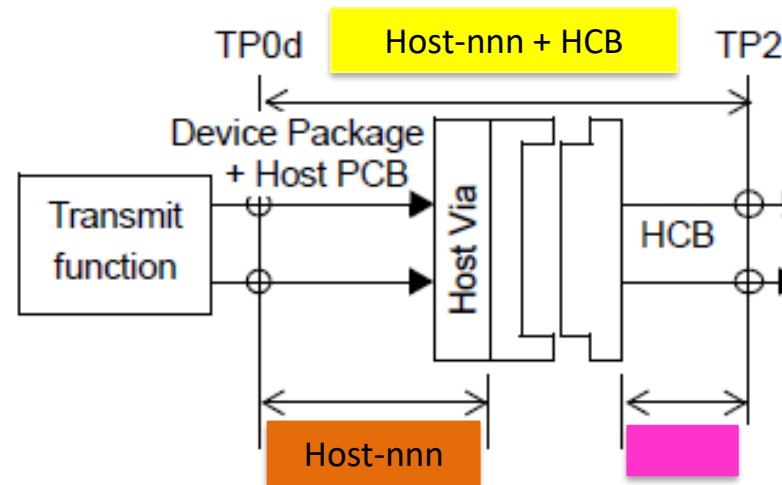 TP0d
Host-nnn + HCB
TP2
Device Package
+ Host PCB
Transmit
function
Host Via
HCB
Host-nnn